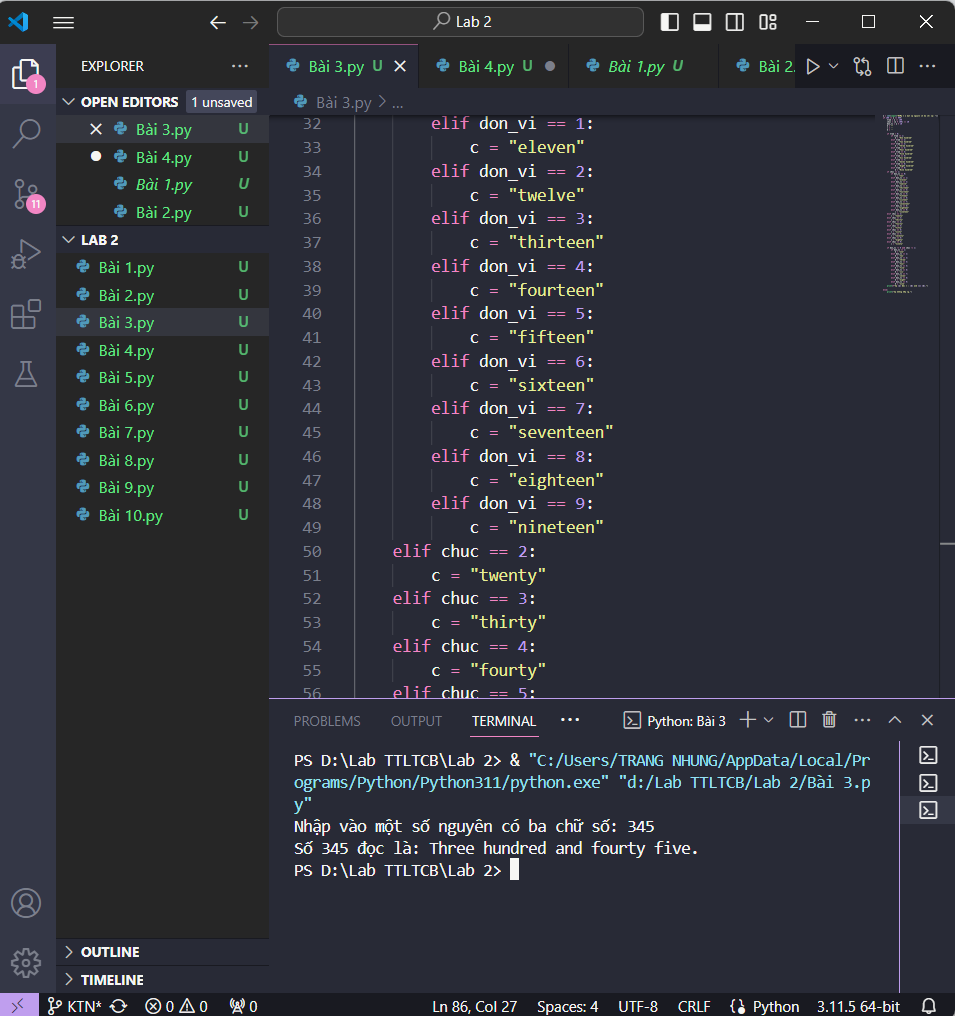 Lab 2
EXPLORER
OPEN EDITORS 1 unsaved
Bài 3.py U
Bài 4.py U
Bài 1.py U
Bài 2.py U
LAB 2
Bài 1.py U
Bài 2.py U
Bài 3.py U
Bài 4.py U
Bài 5.py U
Bài 6.py U
Bài 7.py U
Bài 8.py U
Bài 9.py U
Bài 10.py U
OUTLINE
TIMELINE
1
11
Bài 3.py U Bài 4.py U Bài 1.py U Bài 2.
Bài 3.py > ...
32 elif don_vi == 1:
33 c = "eleven"
34 elif don_vi == 2:
35 c = "twelve"
36 elif don_vi == 3:
37 c = "thirteen"
38 elif don_vi == 4:
39 c = "fourteen"
40 elif don_vi == 5:
41 c = "fifteen"
42 elif don_vi == 6:
43 c = "sixteen"
44 elif don_vi == 7:
45 c = "seventeen"
46 elif don_vi == 8:
47 c = "eighteen"
48 elif don_vi == 9:
49 c = "nineteen"
50 elif chuc == 2:
51 c = "twenty"
52 elif chuc == 3:
53 c = "thirty"
54 elif chuc == 4:
55 c = "fourty"
56 elif chuc == 5:
PROBLEMS OUTPUT TERMINAL ··· Python: Bài 3
PS D:\Lab TTLTCB\Lab 2> & "C:/Users/TRANG NHUNG/AppData/Local/Pr
ograms/Python/Python311/python.exe" "d:/Lab TTLTCB/Lab 2/Bài 3.p
y"
Nhập vào một số nguyên có ba chữ số: 345
Số 345 đọc là: Three hundred and fourty five.
PS D:\Lab TTLTCB\Lab 2>
KTN* 0 0 0 Ln 86, Col 27 Spaces: 4 UTF-8 CRLF Python 3.11.5 64-bit